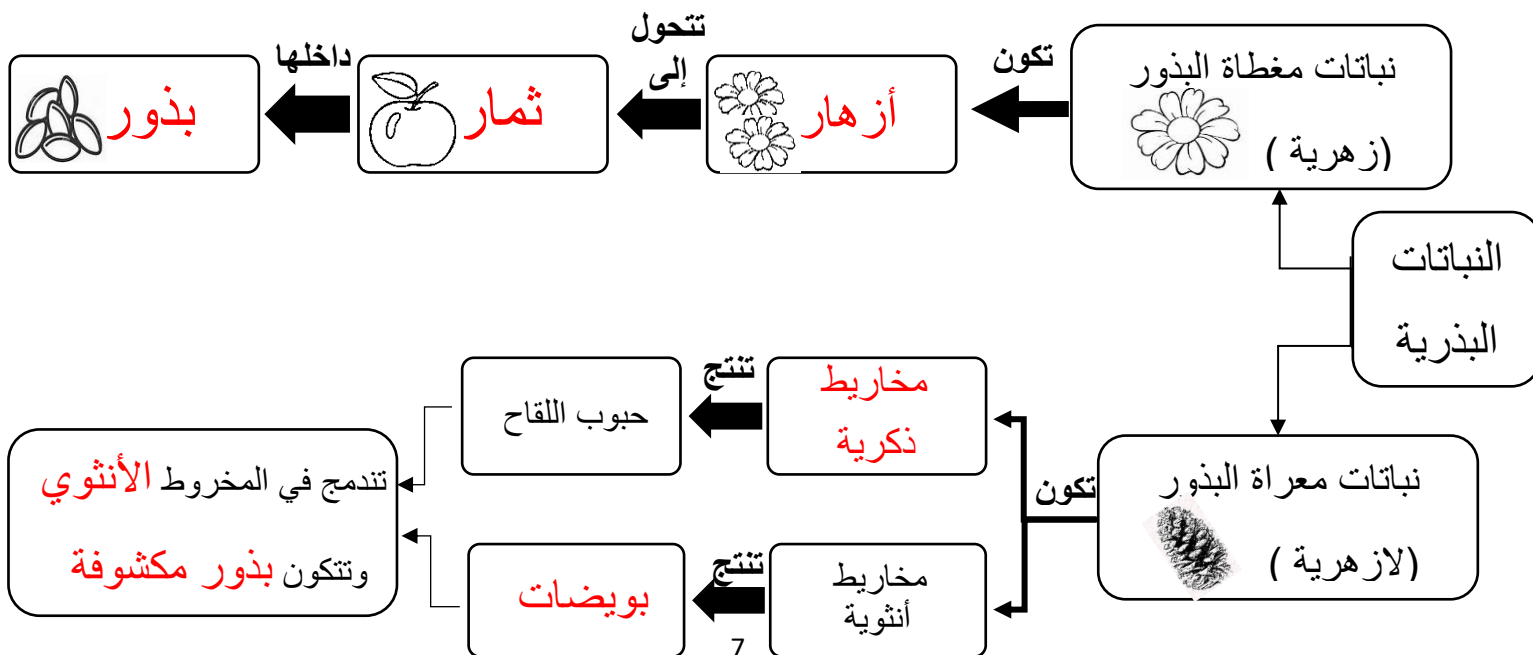 النباتات
البذرية
نباتات مغطاة البذور
(زهرية )
تكون
أزهار
تتحول
إلى
ثمار
داخلها
بذور
نباتات معراة البذور
(لازهرية )
تكون
مخاريط
ذكرية
تنتج
حبوب اللقاح
مخاريط
أنثوية
تنتج
بويضات
تندمج في المخروط الأنثوي
وتتكون بذور مكشوفة
7